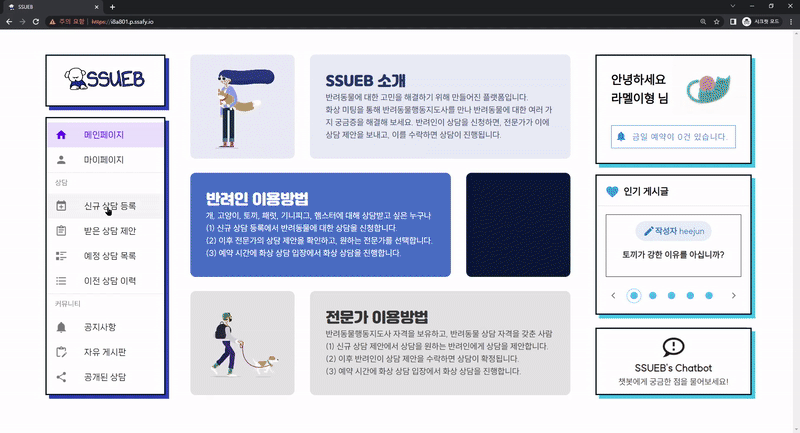 SSUEB
주의 요함
https://i8a801.p.ssafy.io
시크릿 모드
SSUEB
메인페이지
마이페이지
상담
신규 상담 등록
받은 상담 제안
예정 상담 목록
이전 상담 이력
커뮤니티
공지사항
자유 게시판
공개된 상담
SSUEB 소개
반려동물에 대한 고민을 해결하기 위해 만들어진 플랫폼입니다.
화상 미팅을 통해 반려동물행동지도사를 만나 반려동물에 대한 여러 가
지 궁금증을 해결해 보세요. 반려인이 상담을 신청하면, 전문가가 이에
상담 제안을 보내고, 이를 수락하면 상담이 진행됩니다.
반려인 이용방법
개, 고양이, 토끼, 패럿, 기니피그, 햄스터에 대해 상담받고 싶은 누구나
(1) 신규 상담 등록에서 반려동물에 대한 상담을 신청합니다.
(2) 이후 전문가의 상담 제안을 확인하고, 원하는 전문가를 선택합니다.
(3) 예약 시간에 화상 상담 입장에서 화상 상담을 진행합니다.
전문가 이용방법
반려동물행동지도사 자격을 보유하고, 반려동물 상담 자격을 갖춘 사람
(1) 신규 상담 제안에서 상담을 원하는 반려인에게 상담을 제안합니다.
(2) 이후 반려인이 상담 제안을 수락하면 상담이 확정됩니다.
(3) 예약 시간에 화상 상담 입장에서 화상 상담을 진행합니다.
안녕하세요
라멜이형 님
금일 예약이 0건 있습니다.
인기 게시글
작성자 heejun
토끼가 강한 이유를 아십니까?
SSUEB's Chatbot
챗봇에게 궁금한 점을 물어보세요!